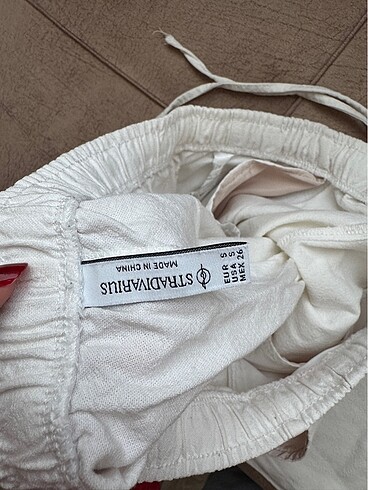 STRADIVARIUS
MADE IN CHINA
EUR S
USA S
MEX 26